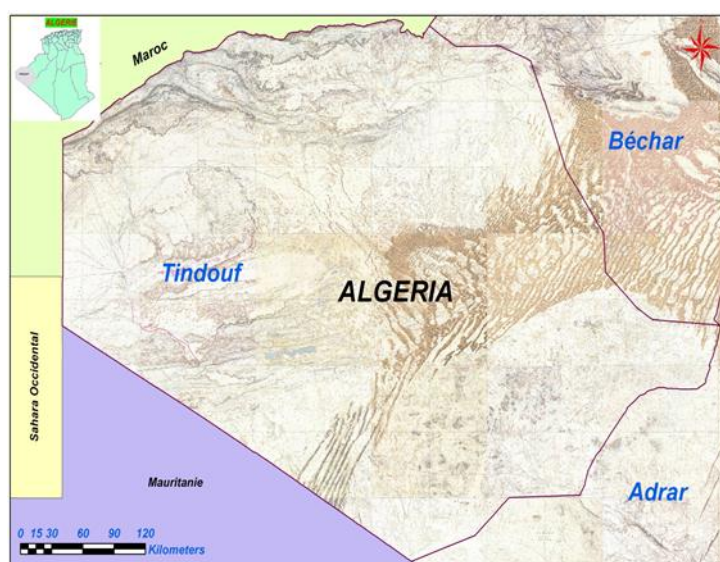 ALGERIE
Maroc
Béchar
Tindouf
ALGERIA
Sahara Occidental
Mauritanie
Adrar
0 15 30 60 90 120
Kilometers